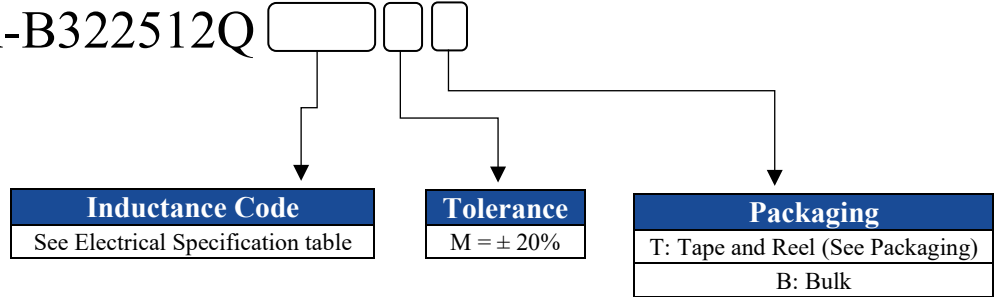 -B322512Q
Inductance Code
See Electrical Specification table
Tolerance
M = ± 20%
Packaging
T: Tape and Reel (See Packaging)
B: Bulk